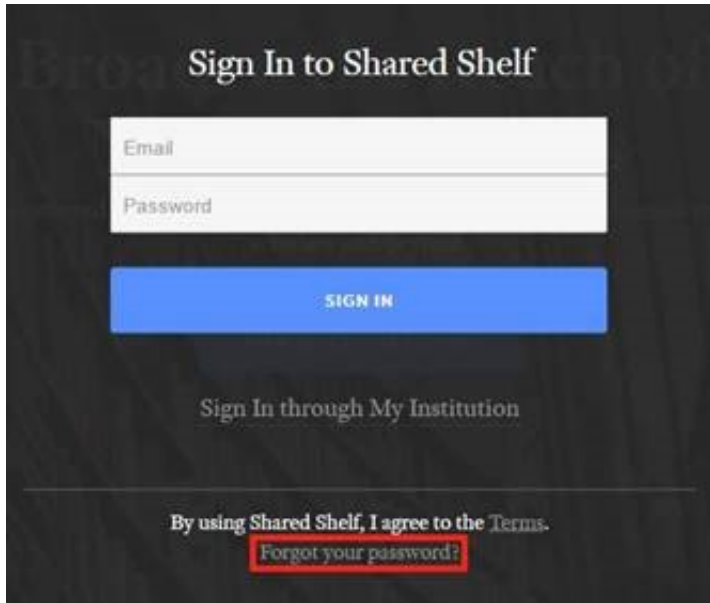 Sign In to Shared Shelf
Email
Password
SIGN IN
Sign In through My Institution
By using Shared Shelf, I agree to the Terms.
Forgot your password?